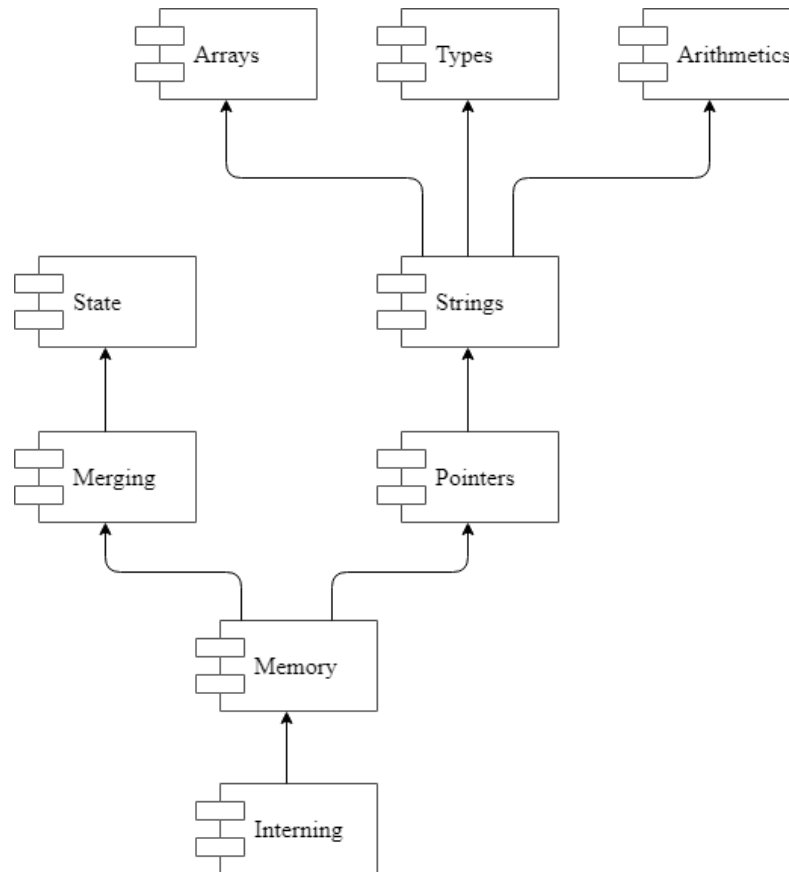 Arrays
Types
Arithmetics
State
Strings
Merging
Pointers
Memory
Interning